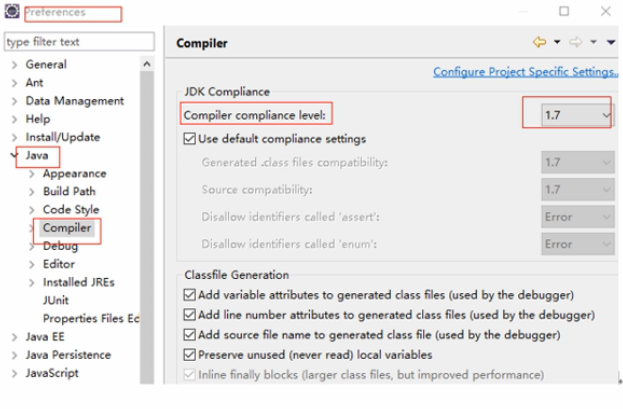 Preferences
type filter text
General
Ant
Data Management
Help
Install/Update
Java
Appearance
Build Path
Code Style
Compiler
Debug
Editor
Installed JREs
JUnit
Properties Files Ed
Java EE
Java Persistence
JavaScript
Compiler
Configure Project Specific Settings..
JDK Compliance
Compiler compliance level: 1.7
Use default compliance settings
Generated .class files compatibility: 1.7
Source compatibility: 1.7
Disallow identifiers called 'assert': Error
Disallow identifiers called 'enum': Error
Classfile Generation
Add variable attributes to generated class files (used by the debugger)
Add line number attributes to generated class files (used by the debugger)
Add source file name to generated class file (used by the debugger)
Preserve unused (never read) local variables
Inline finally blocks (larger class files, but improved performance)